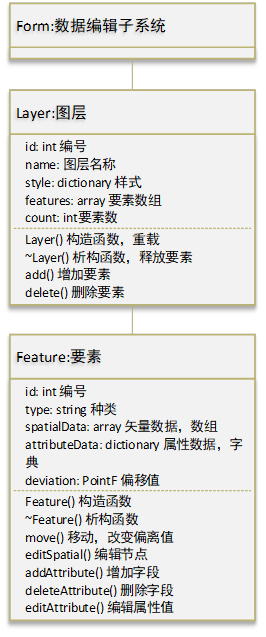 Form:数据编辑子系统
Layer:图层
id: int 编号
name: 图层名称
style: dictionary 样式
features: array 要素数组
count: int要素数
Layer() 构造函数，重载
~Layer() 析构函数，释放要素
add() 增加要素
delete() 删除要素
Feature:要素
id: int 编号
type: string 种类
spatialData: array 矢量数据，数组
attributeData: dictionary 属性数据，字
典
deviation: PointF 偏移值
Feature() 构造函数
~Feature() 析构函数
move() 移动，改变偏离值
editSpatial() 编辑节点
addAttribute() 增加字段
deleteAttribute() 删除字段
editAttribute() 编辑属性值